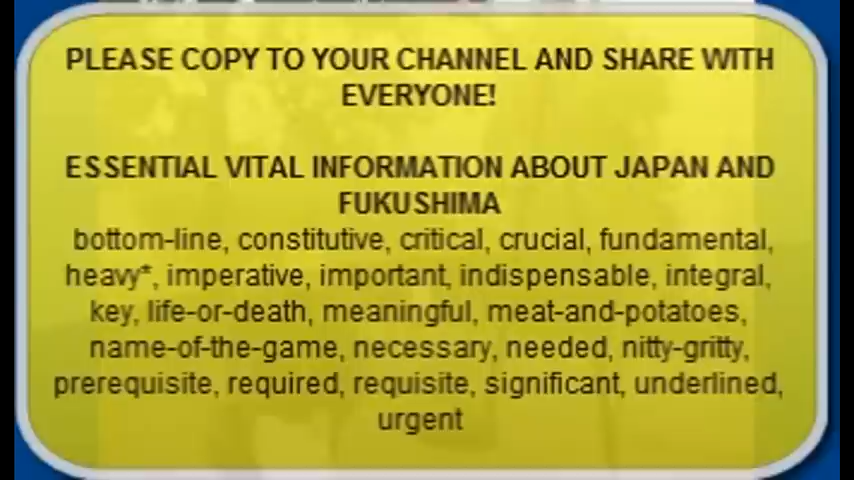 PLEASE COPY TO YOUR CHANNEL AND SHARE WITH
EVERYONE!
ESSENTIAL VITAL INFORMATION ABOUT JAPAN AND
FUKUSHIMA
bottom-line, constitutive, critical, crucial, fundamental,
heavy*, imperative, important, indispensable, integral,
key, life-or-death, meaningful, meat-and-potatoes,
name-of-the-game, necessary, needed, nitty-gritty,
prerequisite, required, requisite, significant, underlined,
urgent